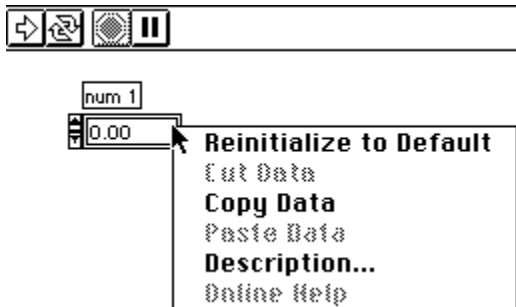 num 1
0.00
Reinitialize to Default
Cut Data
Copy Data
Paste Data
Description...
Online Help